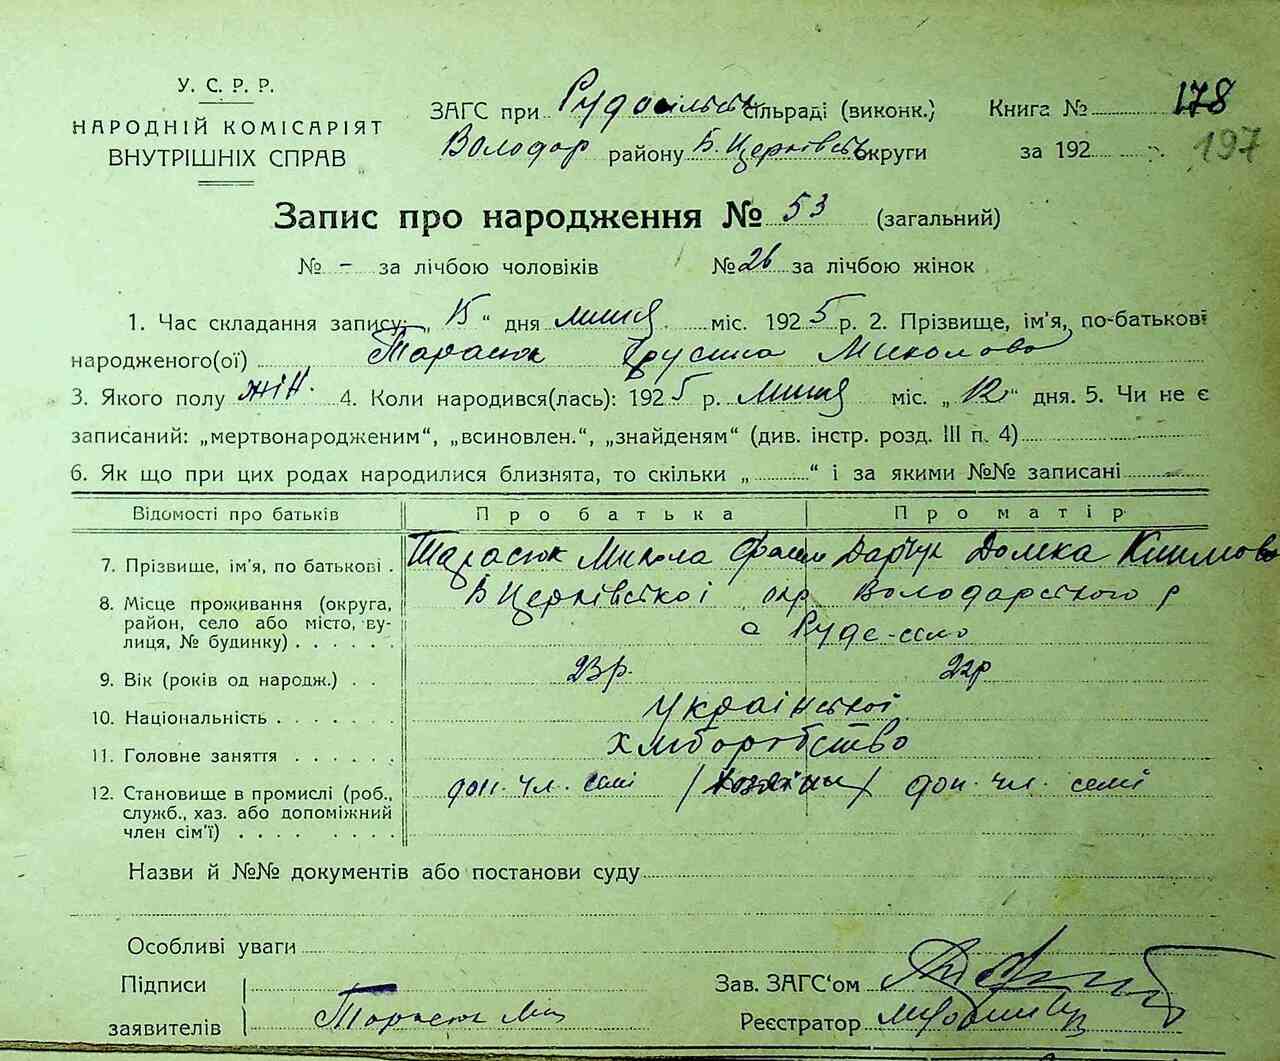 У. С. Р. Р.
НАРОДНІЙ КОМІСАРІЯТ
ВНУТРІШНІХ СПРАВ
ЗАГС при Рудосільськ сільраді (виконк.) Книга № 178
Володар району Б. Церківськ округи за 192 197
Запис про народження № 53 (загальний)
№ – за лічбою чоловіків № 26 за лічбою жінок
1. Час складання запису: „ 15 “ дня липня міс. 1925 р. 2. Прізвище, ім'я, по-батькові
народженого(ої) Тарасюк Миколово
3. Якого полу жін. 4. Коли народився(лась): 1925 р. липня міс. „ 12 “ дня. 5. Чи не є
записаний: „мертвонародженим“, „всиновлен.“, „знайденям“ (див. інстр. розд. III п. 4)
6. Як що при цих родах народилися близнята, то скільки „ “ і за якими №№ записані
Відомості про батьків Про батька Про матір
7. Прізвище, ім'я, по батькові . Тарасюк Микола Домка Климово
8. Місце проживання (округа, район, село або місто, вулиця, № будинку) Б Церківської окр Володарського р
с Руде-село
9. Вік (років од народж.) . . 23р. 22р
10. Національність Української
11. Головне заняття хліборобство
12. Становище в промислі (роб., служб., хаз. або допоміжний член сім'ї) доп. чл. семі / / доп. чл. семі
Назви й №№ документів або постанови суду
Особливі уваги
Підписи
заявителів Тарасюк
Зав. ЗАГС'ом
Реєстратор